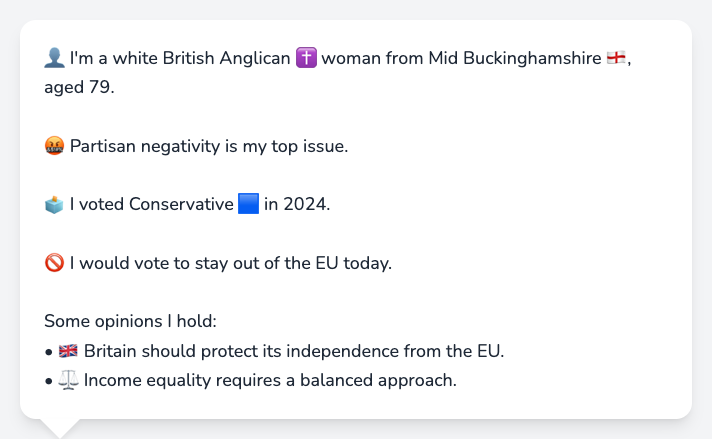 👤 I'm a white British Anglican ✝️ woman from Mid Buckinghamshire 🏴󠁧󠁢󠁥󠁮󠁧󠁿,
aged 79.
🤬 Partisan negativity is my top issue.
🗳️ I voted Conservative 🟦 in 2024.
🚫 I would vote to stay out of the EU today.
Some opinions I hold:
• 🇬🇧 Britain should protect its independence from the EU.
• ⚖️ Income equality requires a balanced approach.